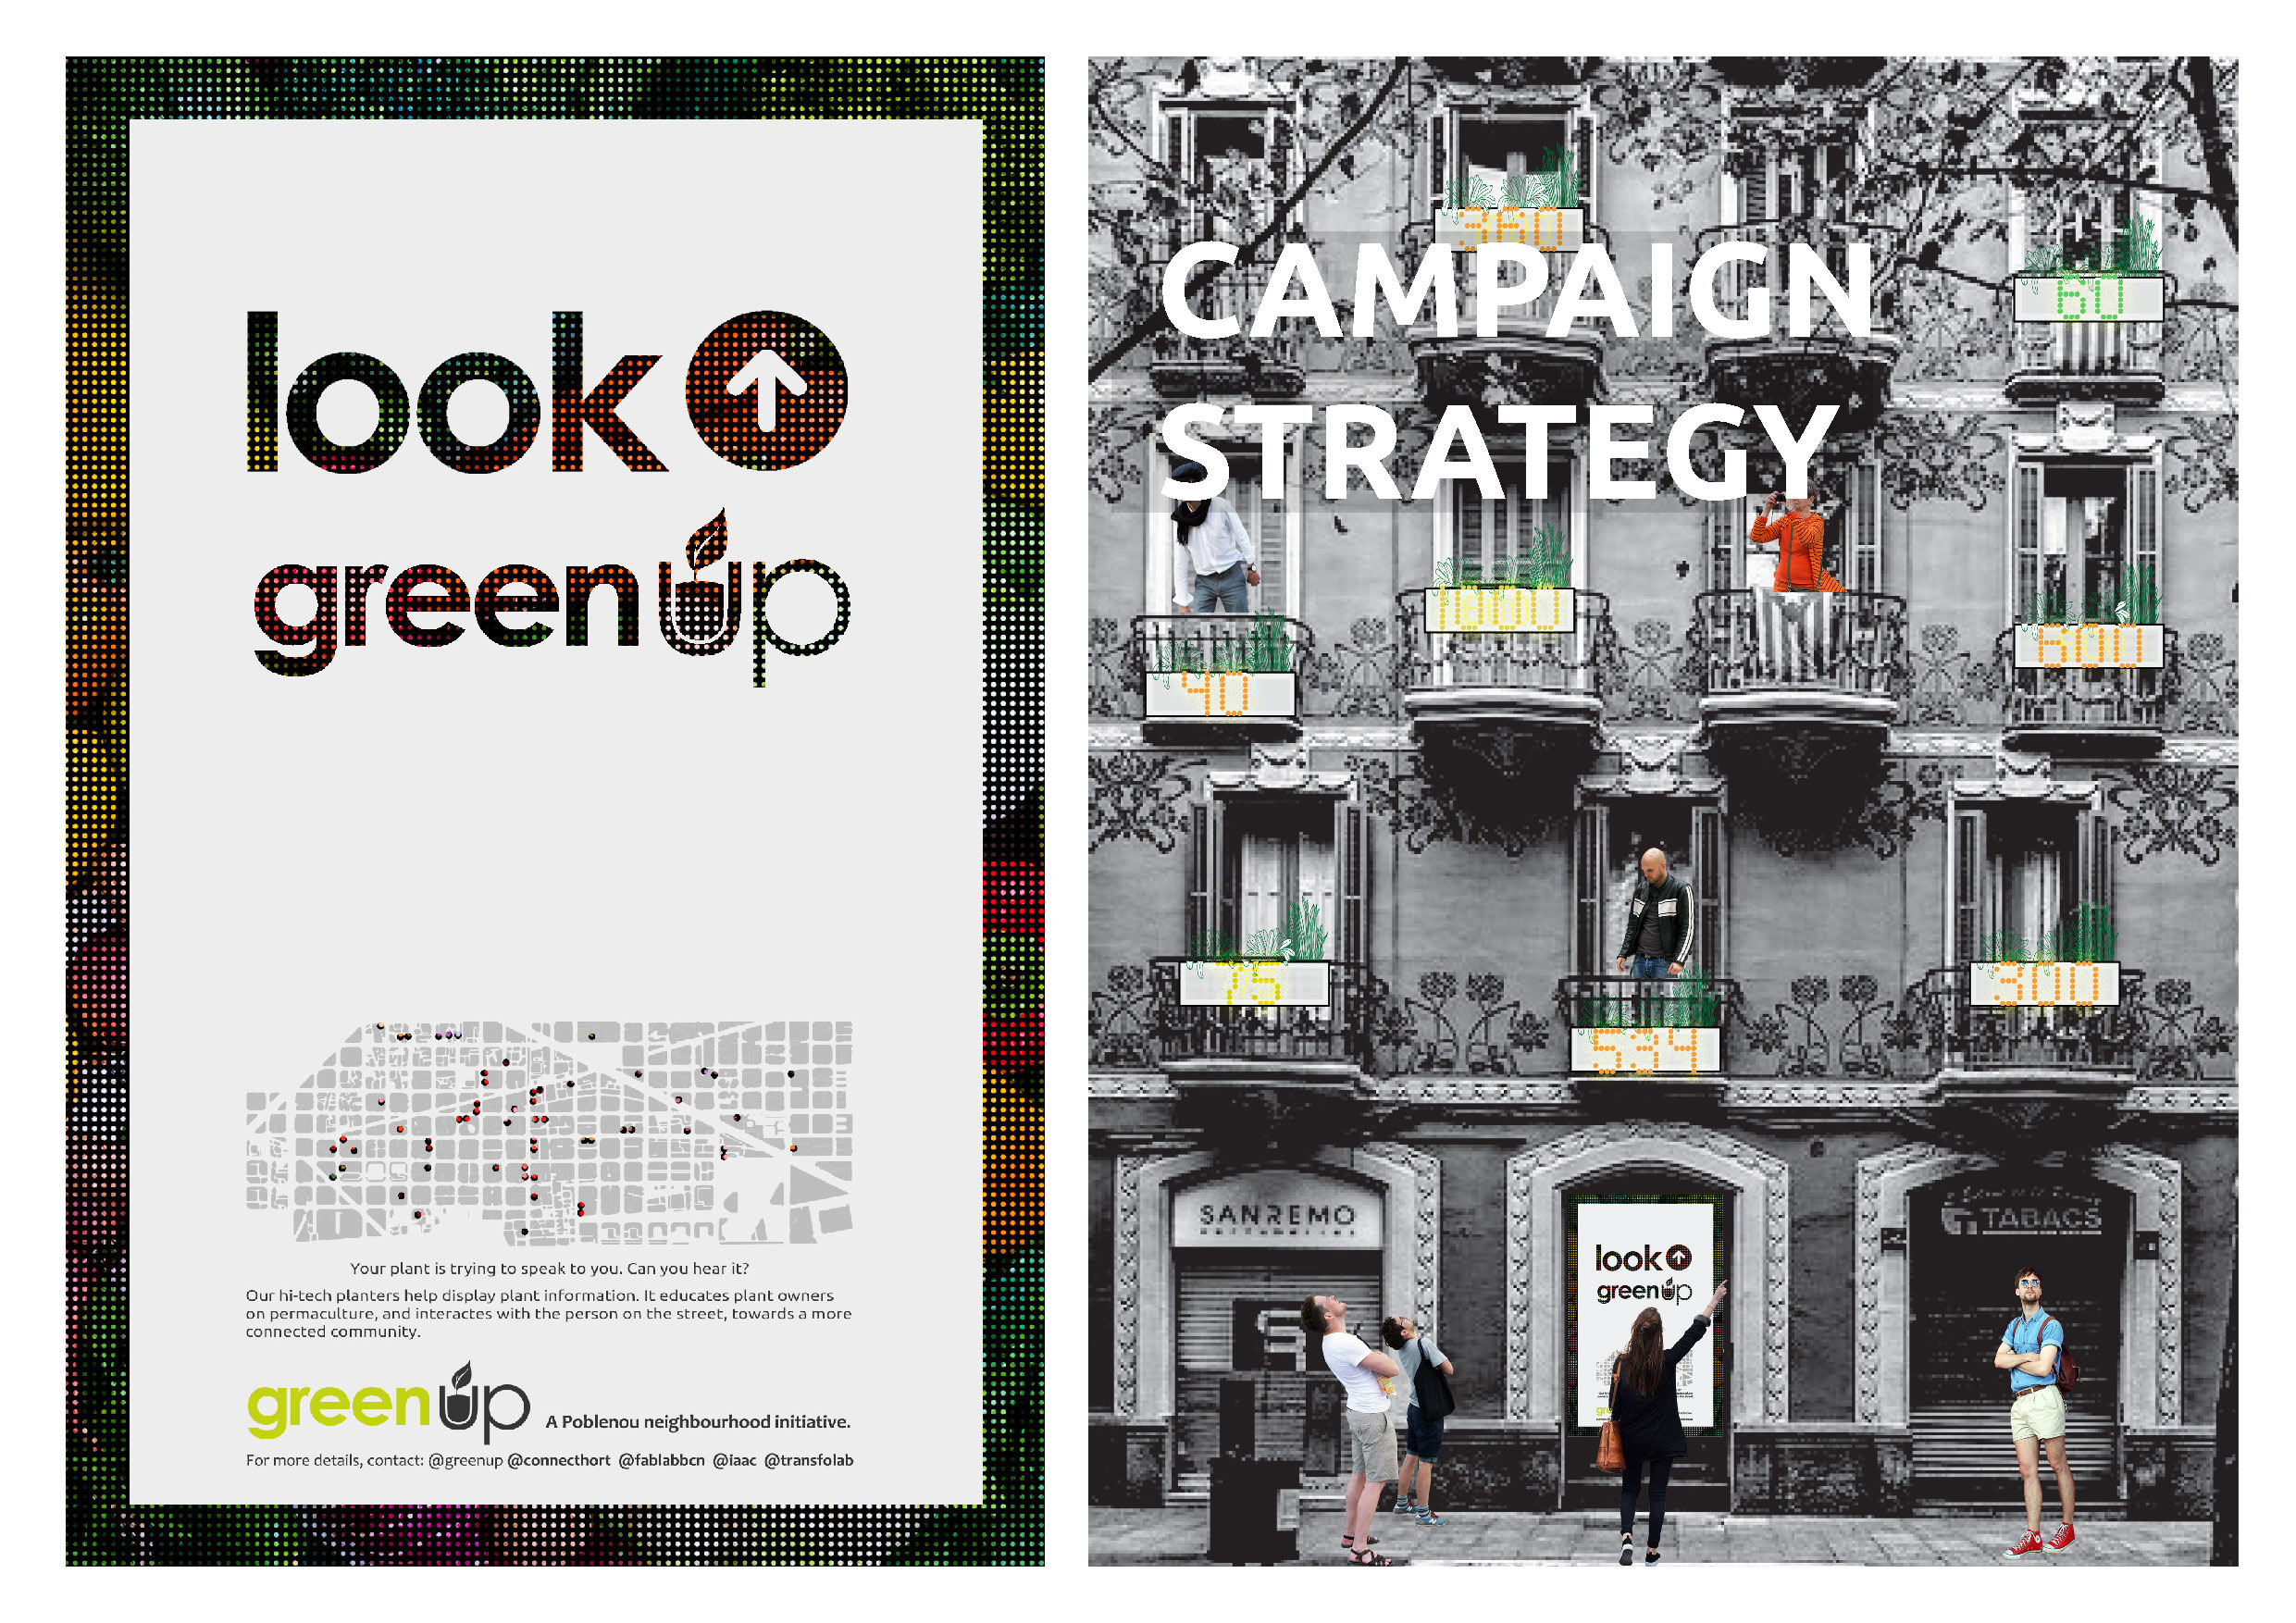 look
greenup
Your plant is trying to speak to you. Can you hear it?
Our hi-tech planters help display plant information. It educates plant owners
on permaculture, and interactes with the person on the street, towards a more
connected community.
greenup
A Poblenou neighbourhood initiative.
For more details, contact: @greenup @connecthort @fablabbcn @iaac @transfolab
CAMPAIGN
STRATEGY
60
1800
600
40
75
300
534
SANREMO
TABACS
look
greenup